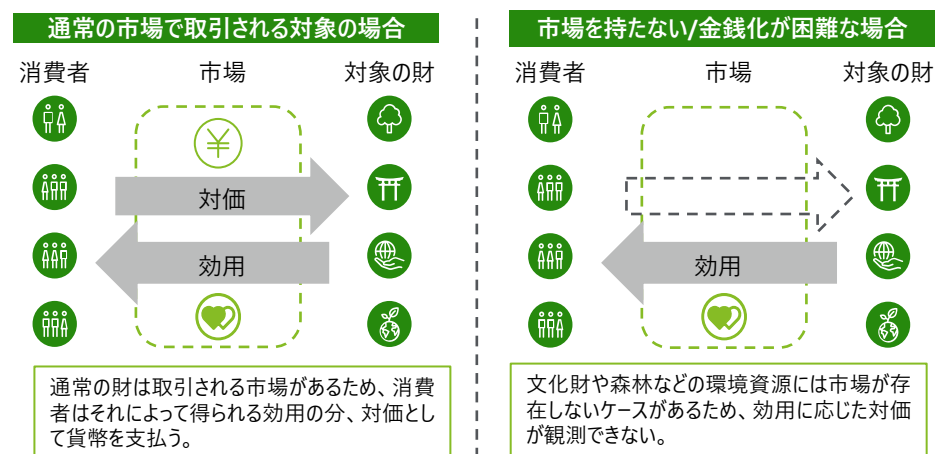 通常の市場で取引される対象の場合
消費者 市場 対象の財
対価
効用
通常の財は取引される市場があるため、消費
者はそれによって得られる効用の分、対価とし
て貨幣を支払う。
市場を持たない/金銭化が困難な場合
消費者 市場 対象の財
効用
文化財や森林などの環境資源には市場が存
在しないケースがあるため、効用に応じた対価
が観測できない。